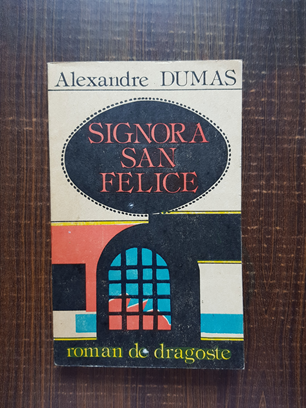 Alexandre DUMAS
SIGNORA
SAN
FELICE
roman de dragoste